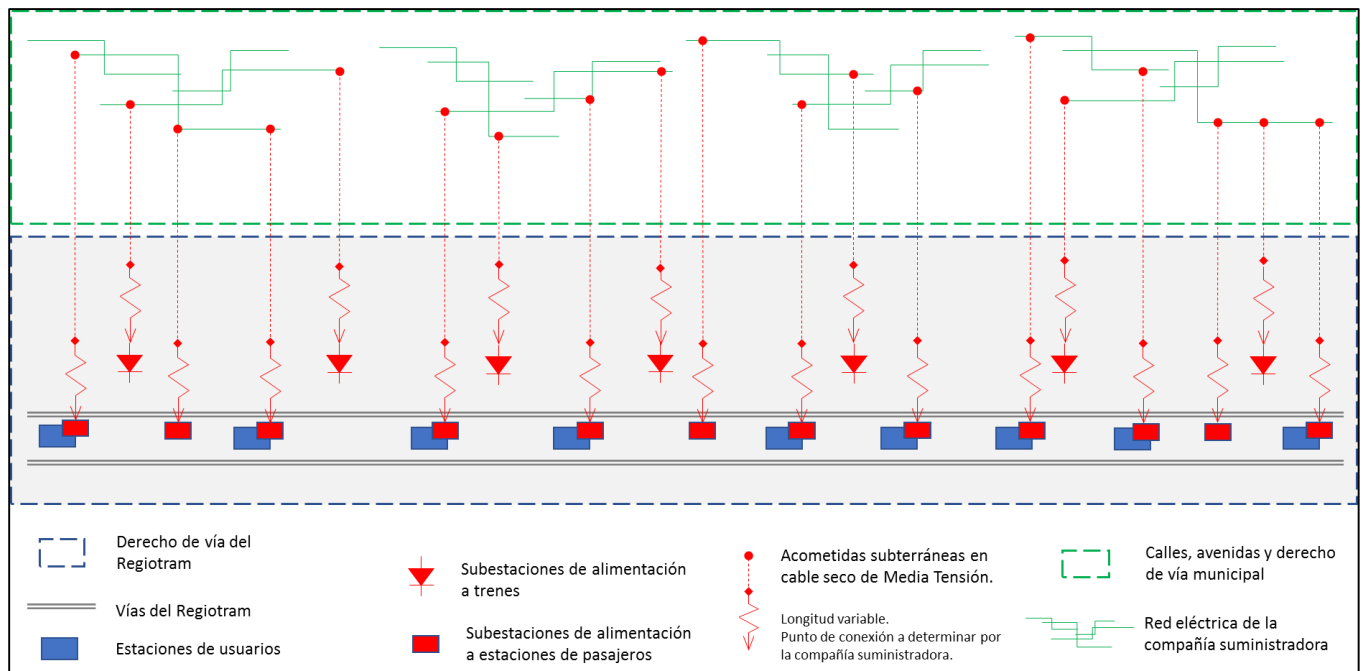 Derecho de vía del
Registram
Vías del Regiotram
Estaciones de usuarios
Subestaciones de alimentación
a trenes
Subestaciones de alimentación
a estaciones de pasajeros
Acometidas subterráneas en
cable seco de Media Tensión.
Longitud variable.
Punto de conexión a determinar por
la compañía suministradora.
Calles, avenidas y derecho
de vía municipal
Red eléctrica de la
compañía suministradora